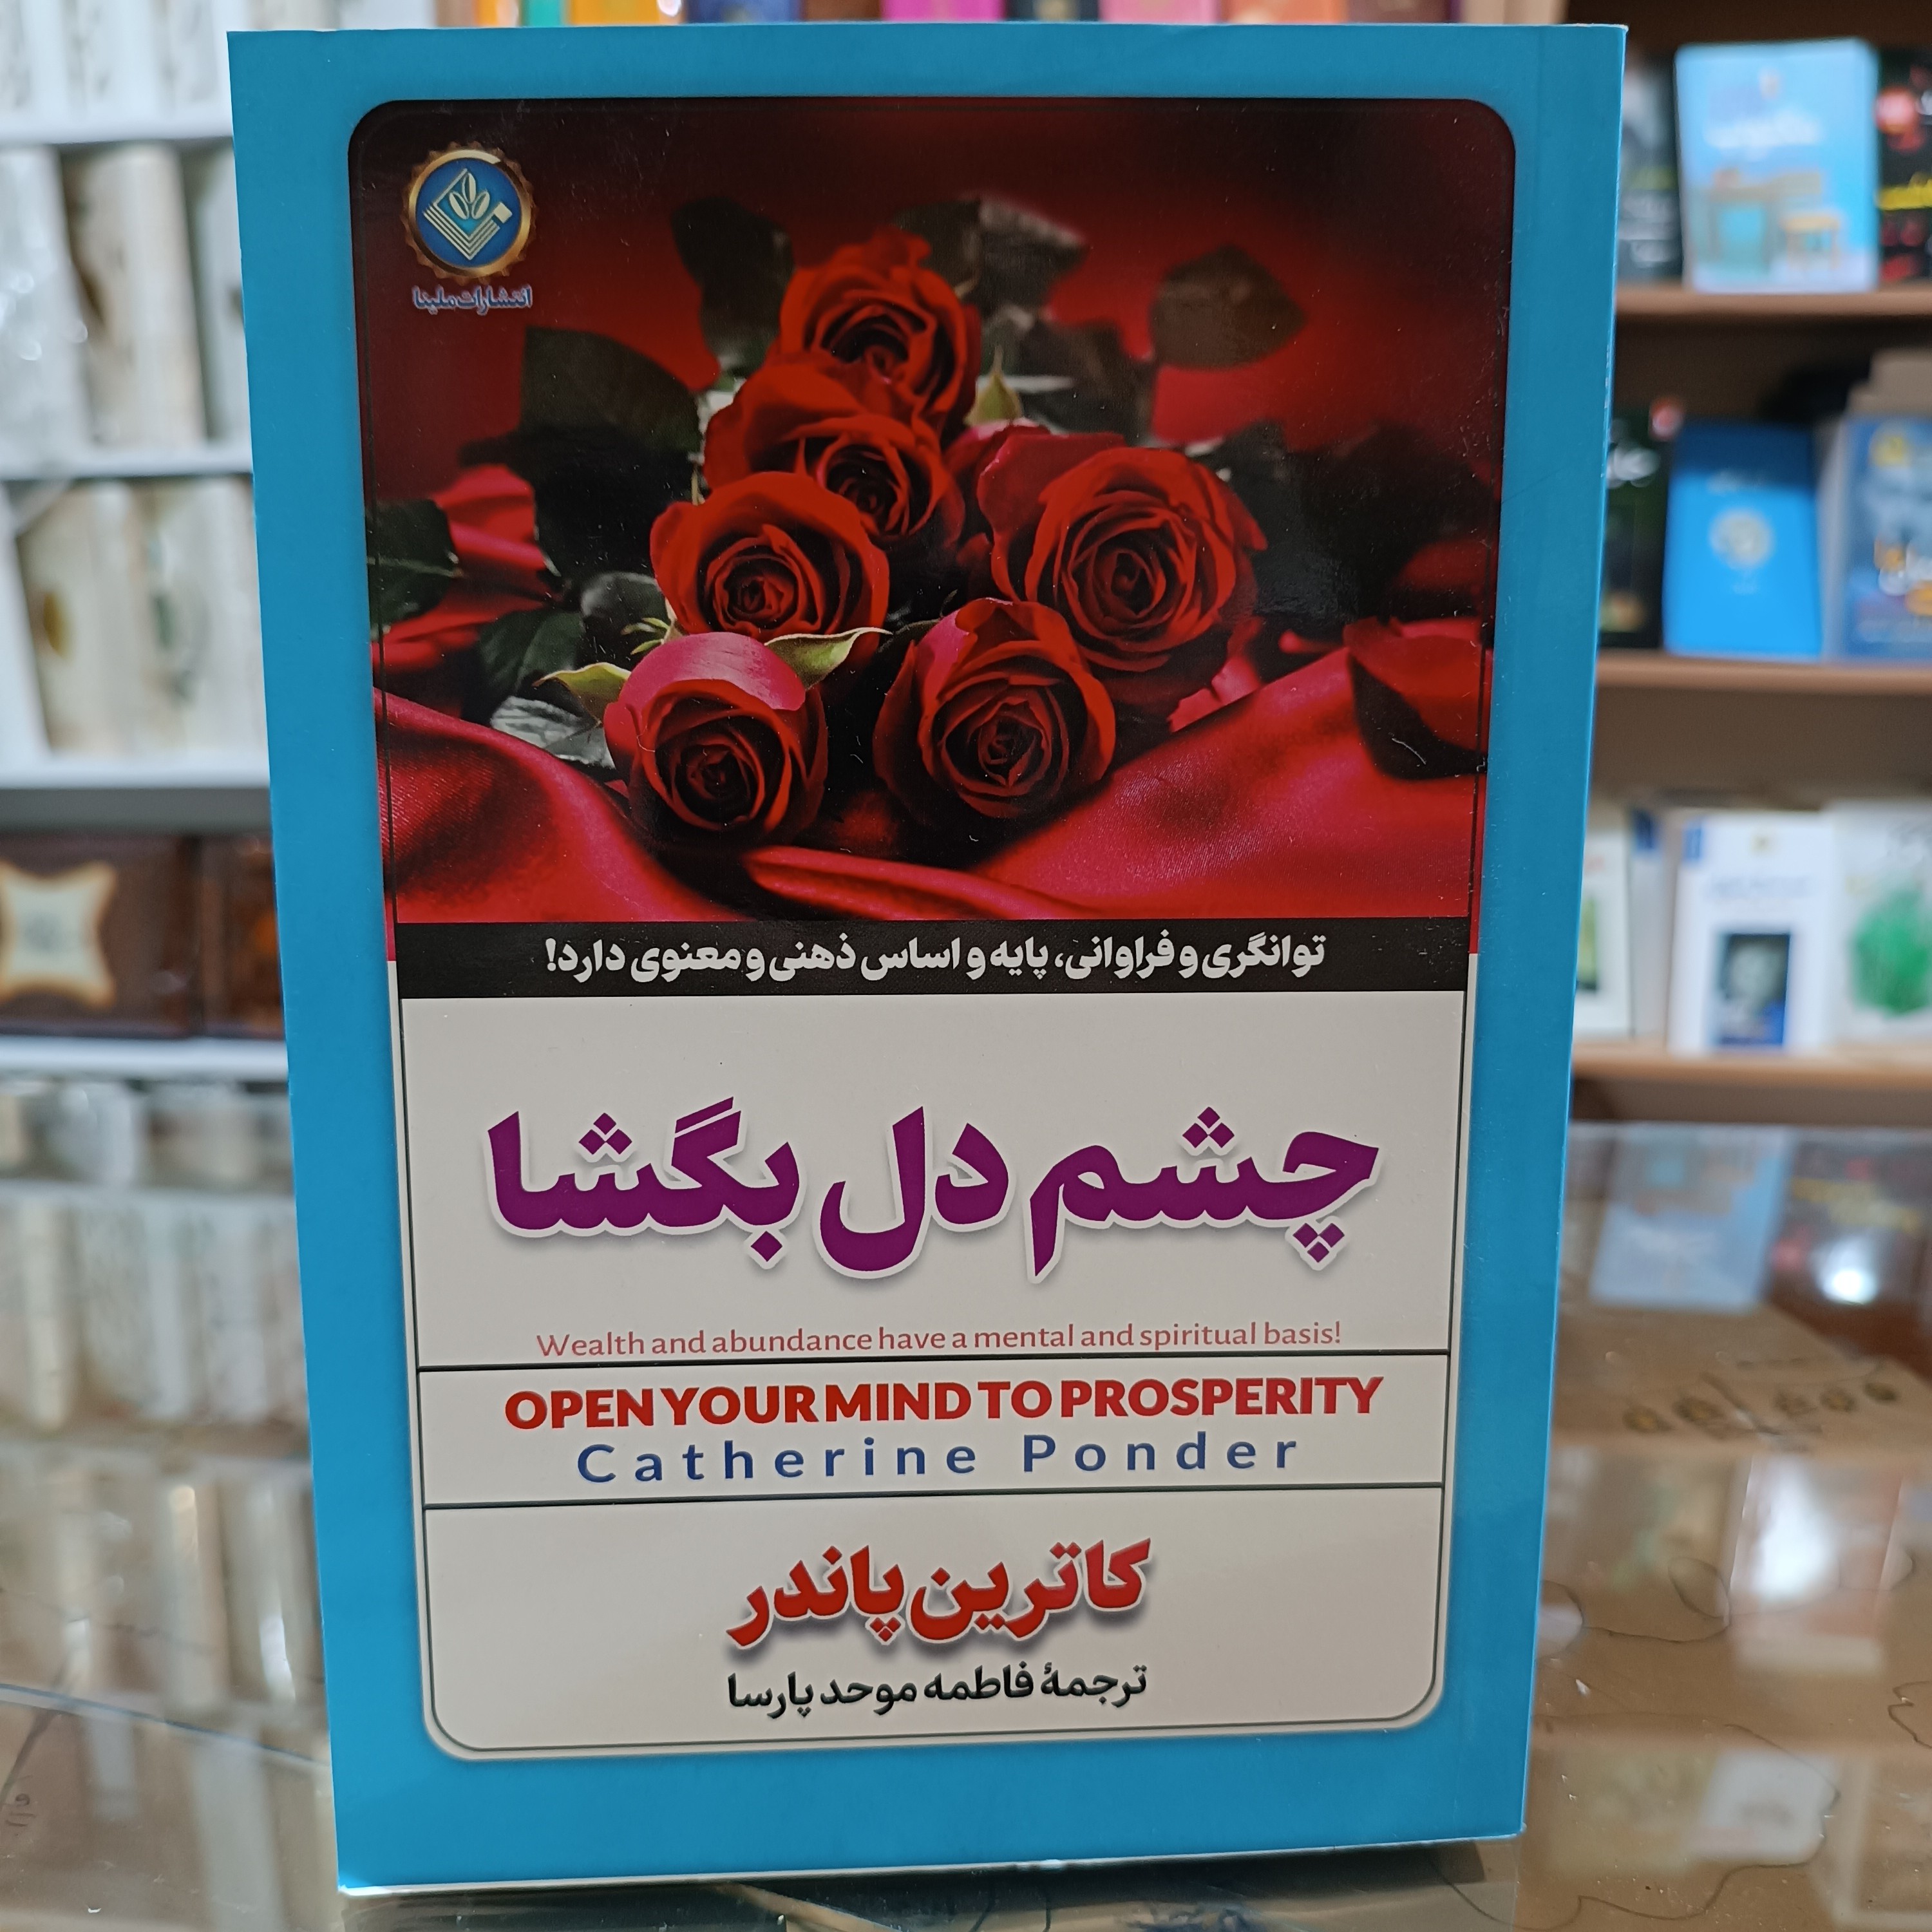 انتشارات ملینا
توانگری و فراوانی، پایه و اساس ذهنی و معنوی دارد!
چشم دل بگشا
Wealth and abundance have a mental and spiritual basis!
OPEN YOUR MIND TO PROSPERITY
Catherine Ponder
کاترین پاندر
ترجمهٔ فاطمه موحد پارسا